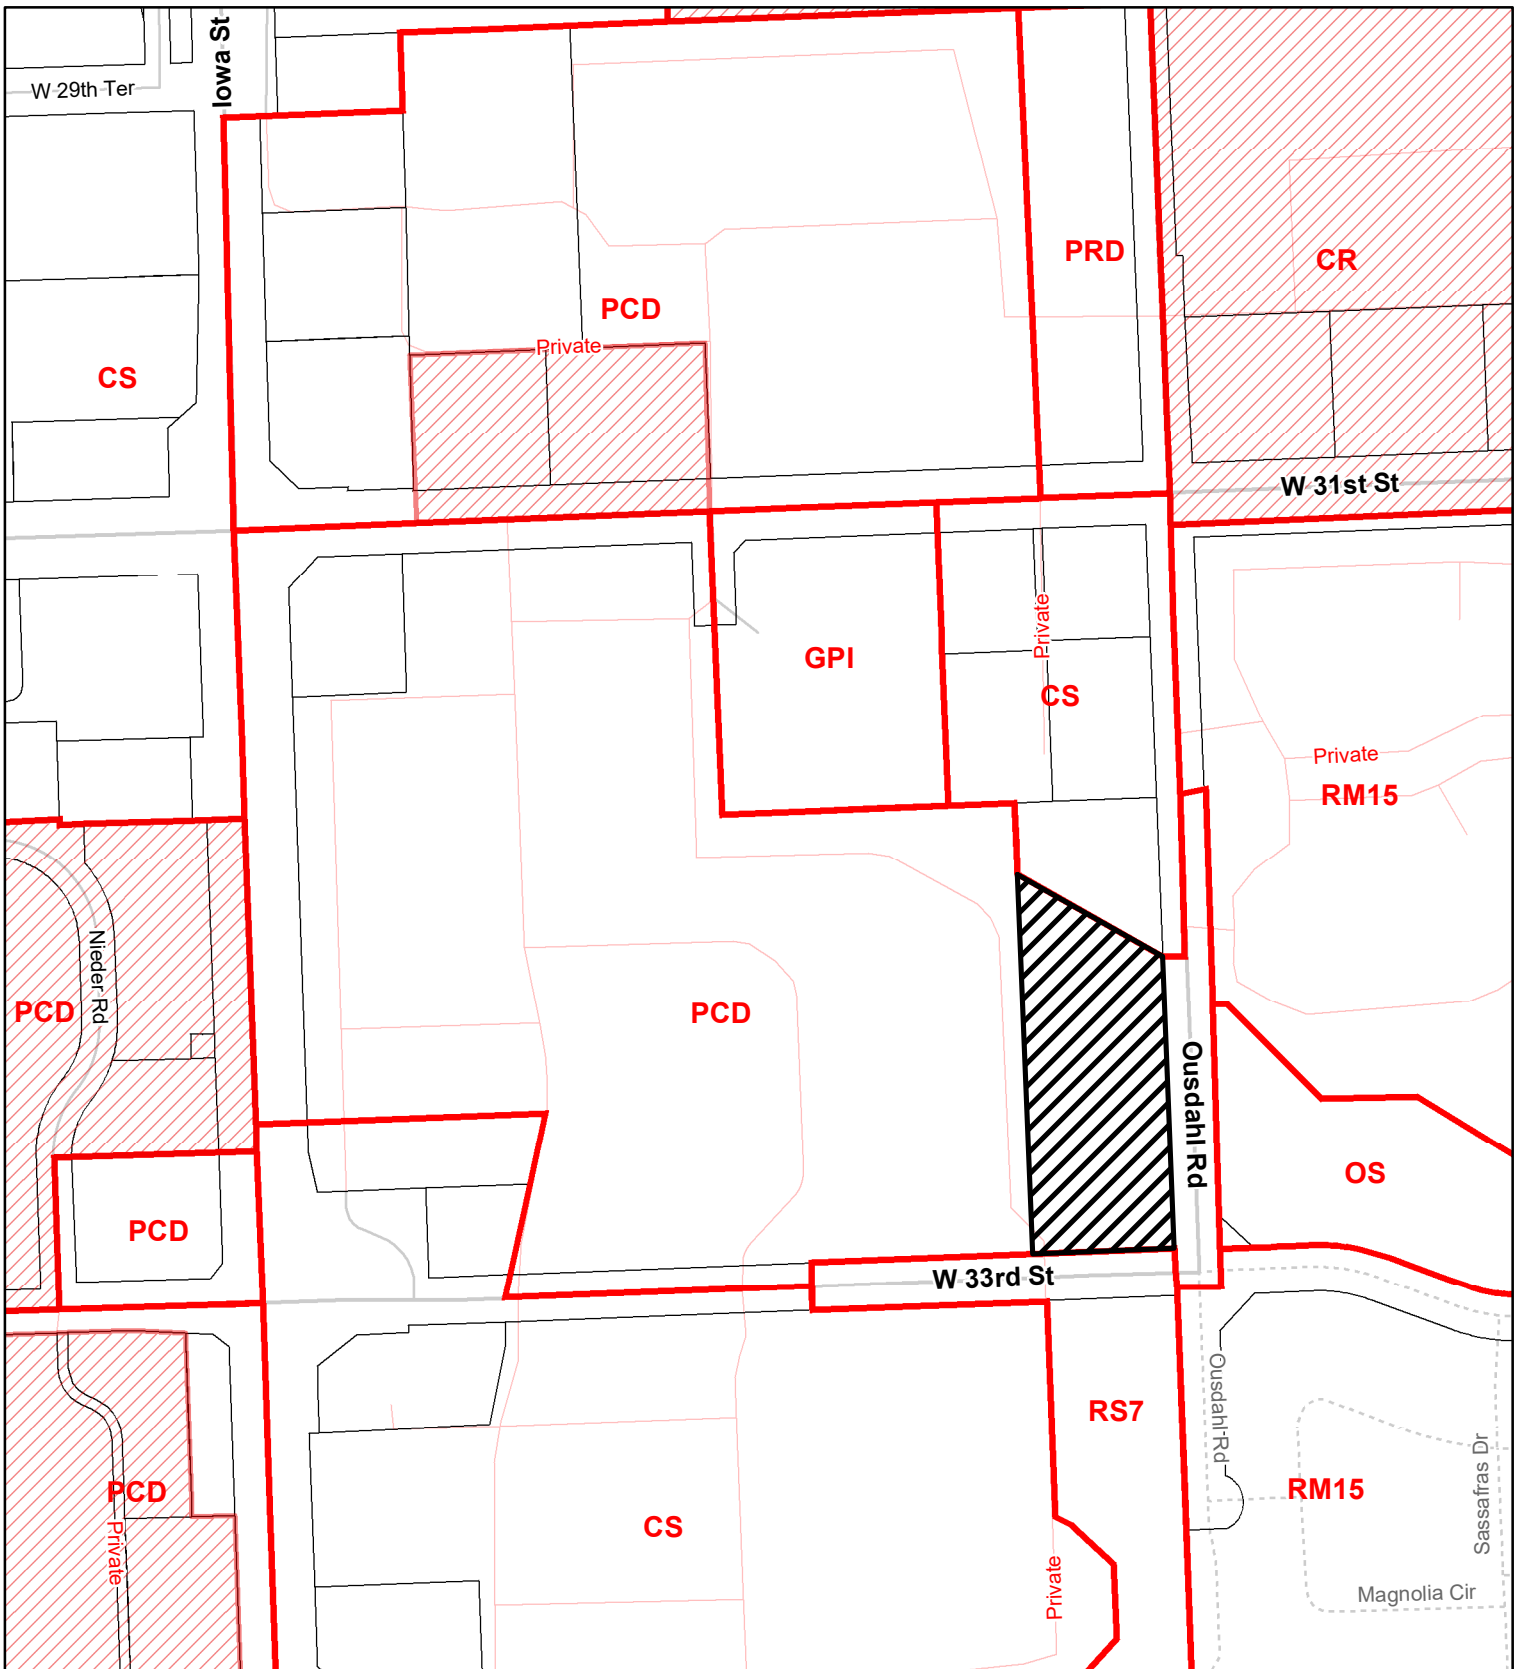 Iowa St
W 29th Ter
PRD
CR
PCD
Private
CS
W 31st St
Private
GPI
CS
Private
RM15
Nieder Rd
PCD
PCD
Ousdahl Rd
OS
PCD
W 33rd St
Ousdahl Rd
RS7
Sassafras Dr
PCD
RM15
CS
Private
Private
Magnolia Cir